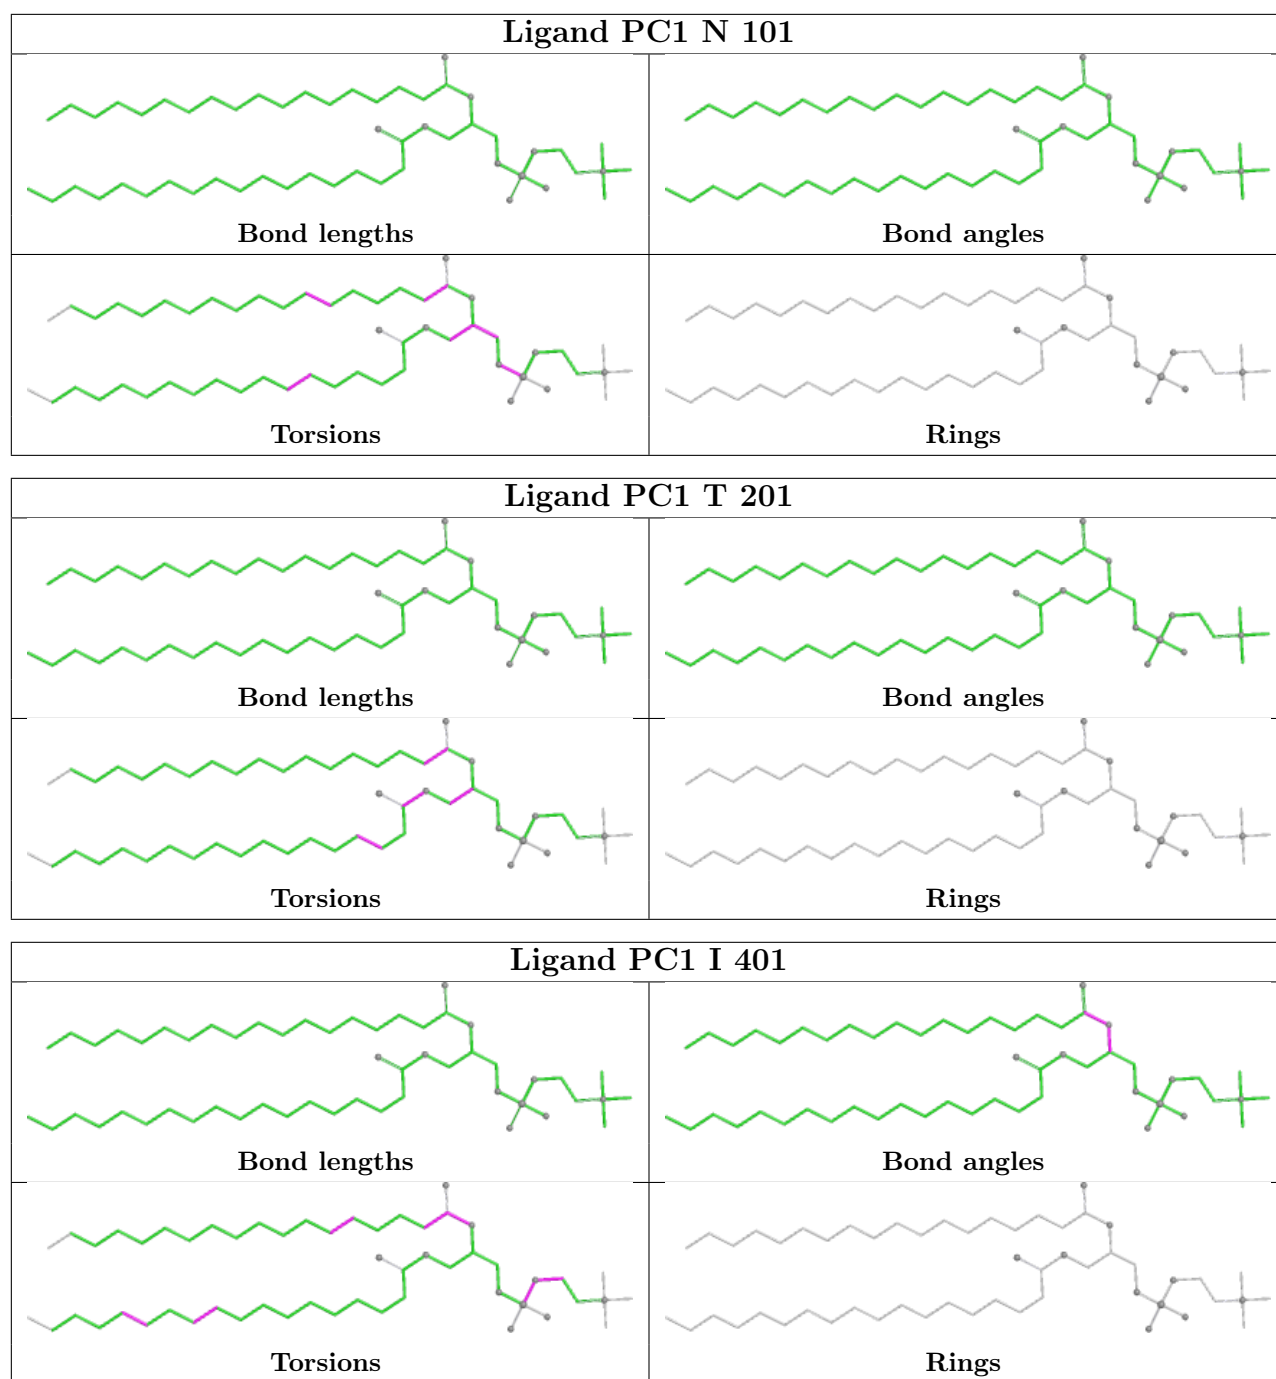 Ligand PC1 N 101
Bond lengths
Bond angles
Torsions
Rings
Ligand PC1 T 201
Bond lengths
Bond angles
Torsions
Rings
Ligand PC1 I 401
Bond lengths
Bond angles
Torsions
Rings